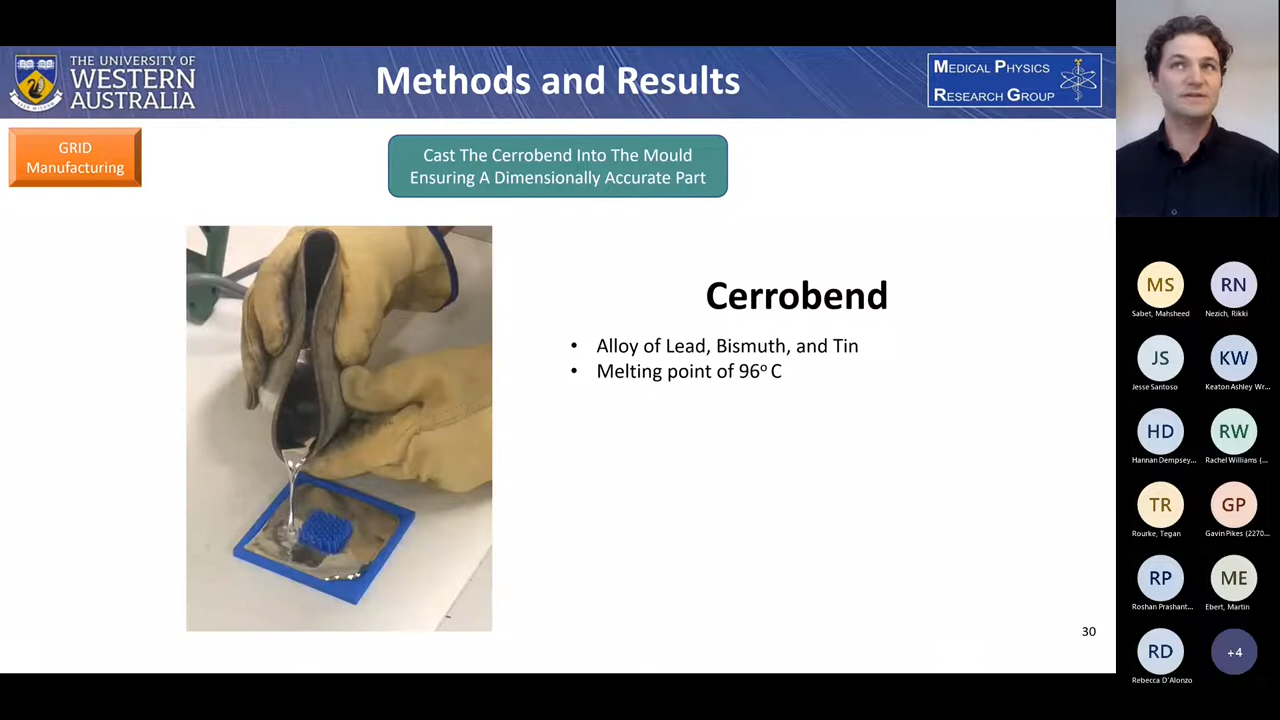 THE UNIVERSITY OF
WESTERN
AUSTRALIA
Methods and Results
MEDICAL PHYSICS
RESEARCH GROUP
GRID
Manufacturing
Cast The Cerrobend Into The Mould
Ensuring A Dimensionally Accurate Part
Cerrobend
• Alloy of Lead, Bismuth, and Tin
• Melting point of 96º C
30
MS
Sabet, Mahsheed
RN
Nezich, Rikki
JS
Jesse Santoso
KW
Keaton Ashley Wr...
HD
Hannan Dempsey...
RW
Rachel Williams (...
TR
Rourke, Tegan
GP
Gavin Pikes (2270...
RP
Roshan Prashant...
ME
Ebert, Martin
RD
Rebecca D'Alonzo
+4